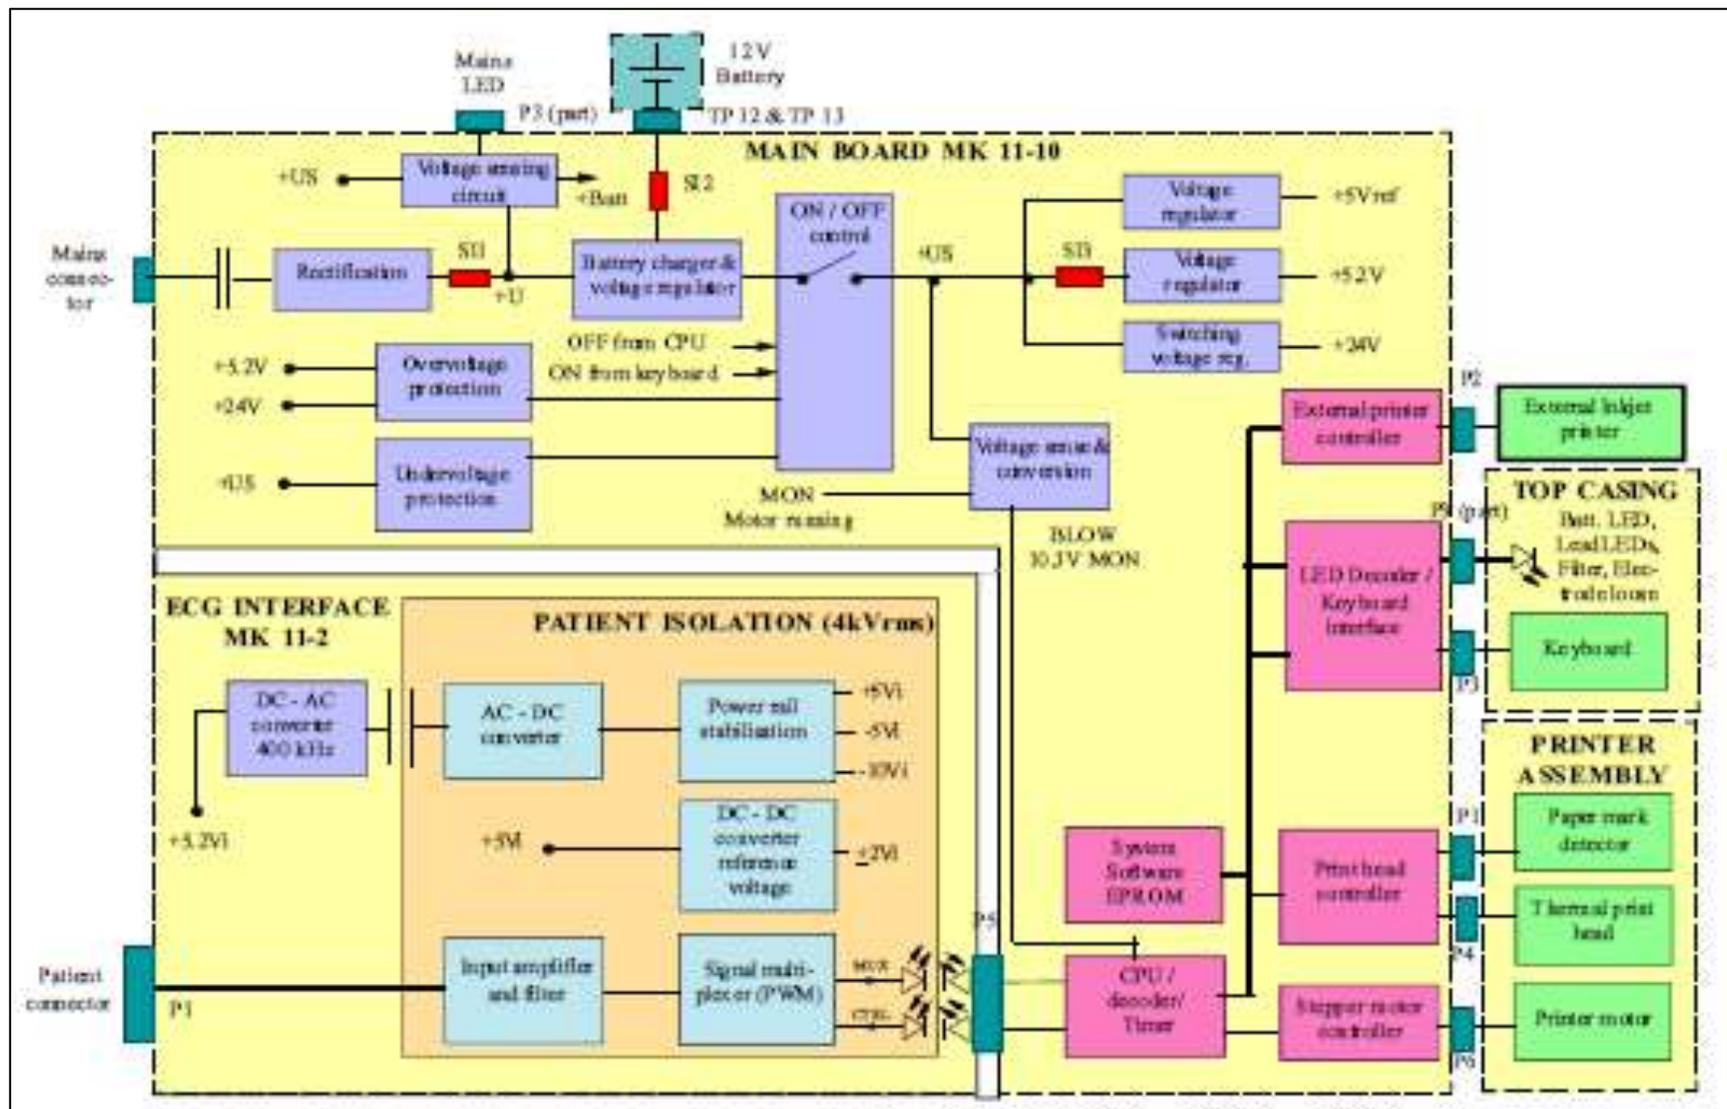 Mains
LED
12V
Battery
P3 (part)
TP 12 & TP 13
MAIN BOARD MK 11-10
+US
Voltage sensing
circuit
+Batt
SI2
ON / OFF
control
Voltage
regulator
+5Vref
Mains
connec-
tor
Rectification
SI1
+U
Battery charger &
voltage regulator
+US
SI3
Voltage
regulator
+5.2V
Switching
voltage reg.
+24V
OFF from CPU
ON from keyboard
+5.2V
+24V
Overvoltage
protection
+US
Undervoltage
protection
Voltage sense &
conversion
MON
Motor running
BLOW
10.3V MON
External printer
controller
P2
External Inkjet
printer
TOP CASING
Batt. LED,
Lead LEDs,
Filter, Elec-
trode loose
(part)
LED Decoder /
Keyboard
interface
P3
Keyboard
ECG INTERFACE
MK 11-2
PATIENT ISOLATION (4kVrms)
DC - AC
converter
400 kHz
+5.2Vi
AC - DC
converter
Power rail
stabilisation
+5Vi
-5Vi
-10Vi
+5Vi
DC - DC
converter
reference
voltage
±2Vi
PRINTER
ASSEMBLY
P1
Paper mark
detector
System
Software
EPROM
Print head
controller
Thermal print
head
P4
Patient
connector
P1
Input amplifier
and filter
Signal multi-
plexer (PWM)
MUX
CTRL
P5
CPU /
decoder/
Timer
Stepper motor
controller
P6
Printer motor